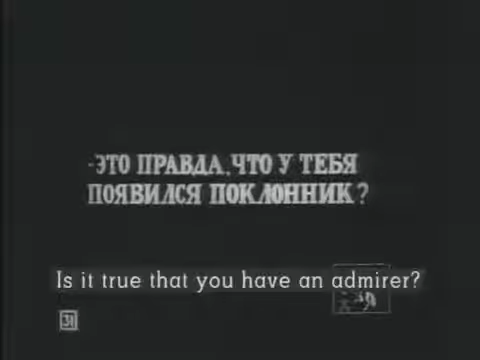 -ЭТО ПРАВДА, ЧТО У ТЕБЯ
ПОЯВИЛСЯ ПОКЛОННИК?
Is it true that you have an admirer?
31